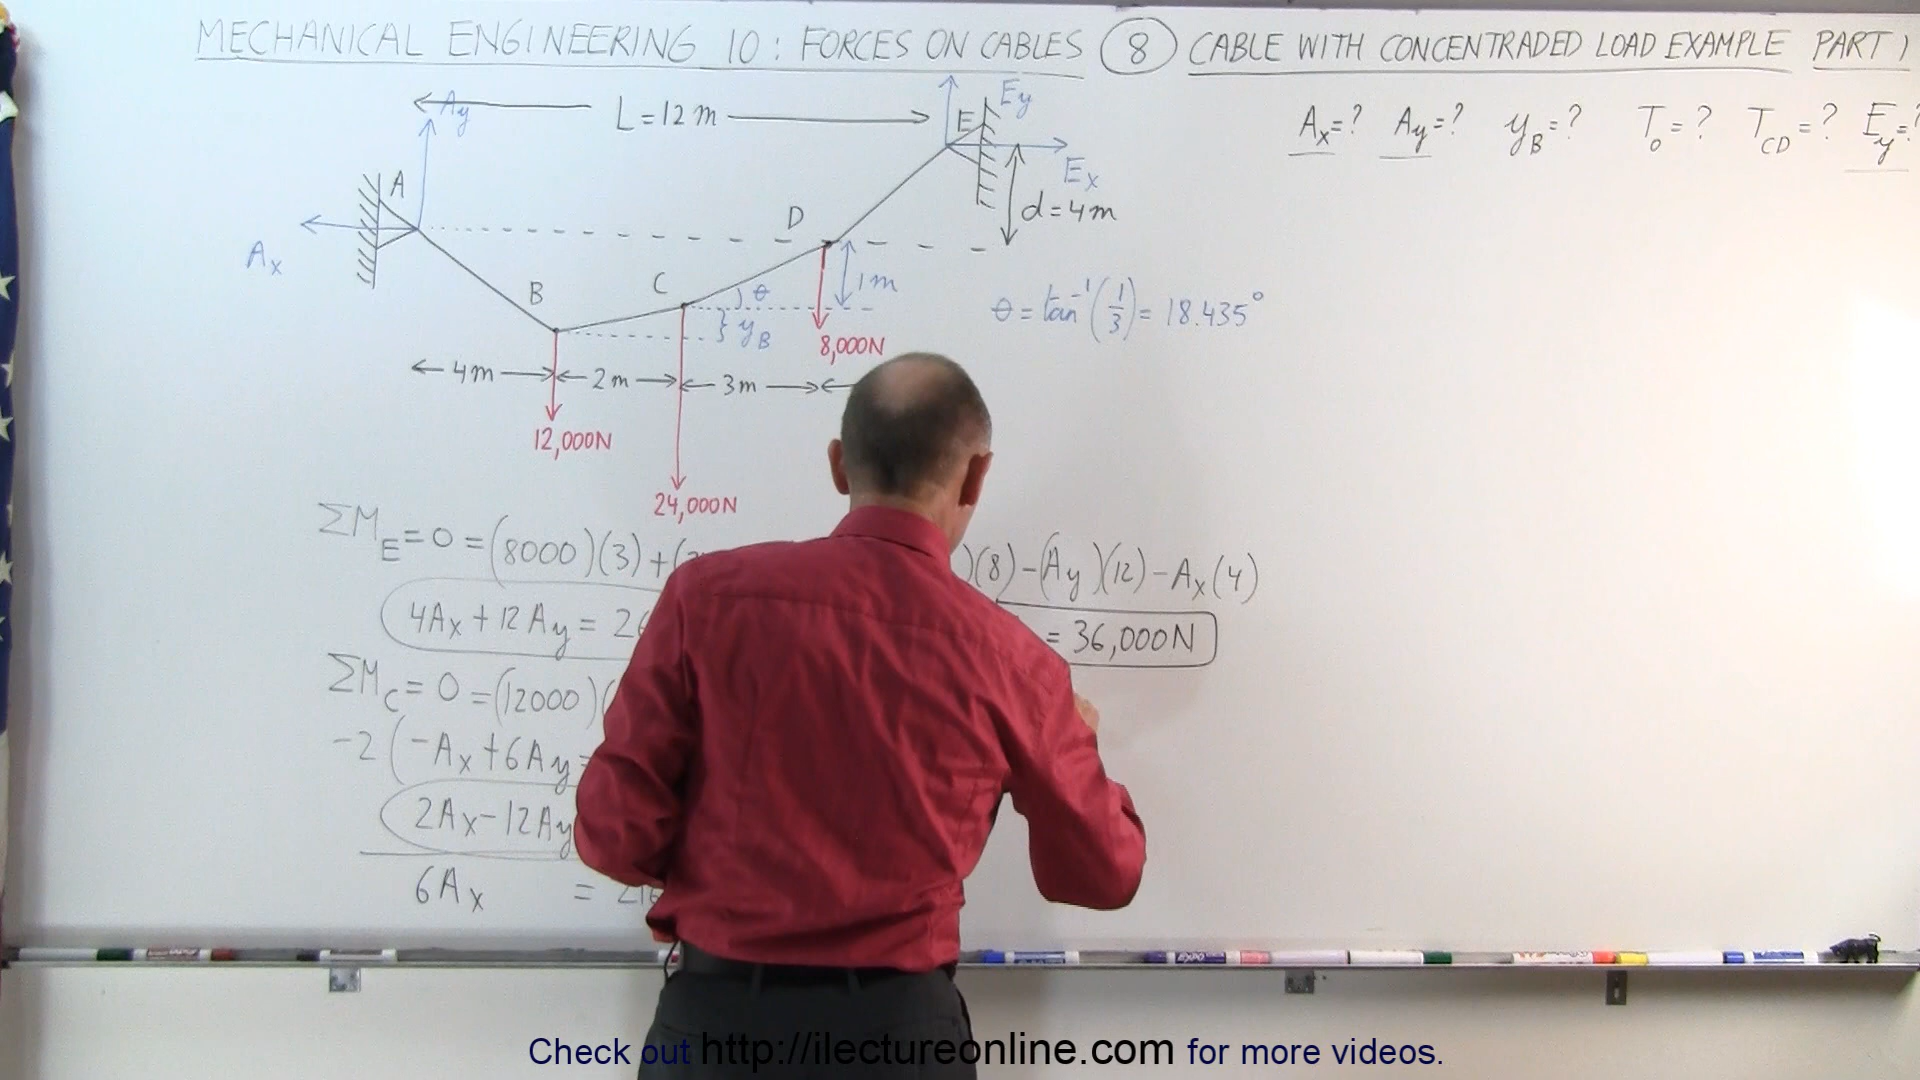 MECHANICAL ENGINEERING 10: FORCES ON CABLES 8 CABLE WITH CONCENTRADED LOAD EXAMPLE PART 1
Ax=? Ay=? yB=? To=? TCD=? Ey=?
Ay
L=12 m
E
Ey
Ex
A
D
d=4m
Ax
B
C
θ
1m
yB
θ = tan⁻¹(1/3) = 18.435°
8,000N
4m 2m 3m
12,000N
24,000N
ΣME=0=(8000)(3)+( )(8)-(Ay)(12)-Ax(4)
4Ax+12Ay=
= 36,000N
ΣMC=0=(12000)(
-2(-Ax+6Ay=
2Ax-12Ay
6Ax =
EXPO
Check out http://ilectureonline.com for more videos.